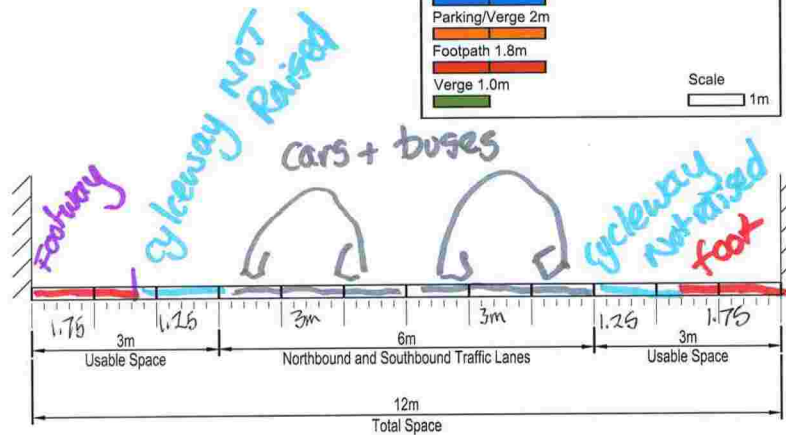 Parking/Verge 2m
Footpath 1.8m
Verge 1.0m
Scale
1m
Footway
cylceway NOT
Raised
cars + buses
cycleway
Not raised
foot
1.75
1.25
3m
3m
1.25
1.75
3m
6m
3m
Usable Space
Northbound and Southbound Traffic Lanes
Usable Space
12m
Total Space